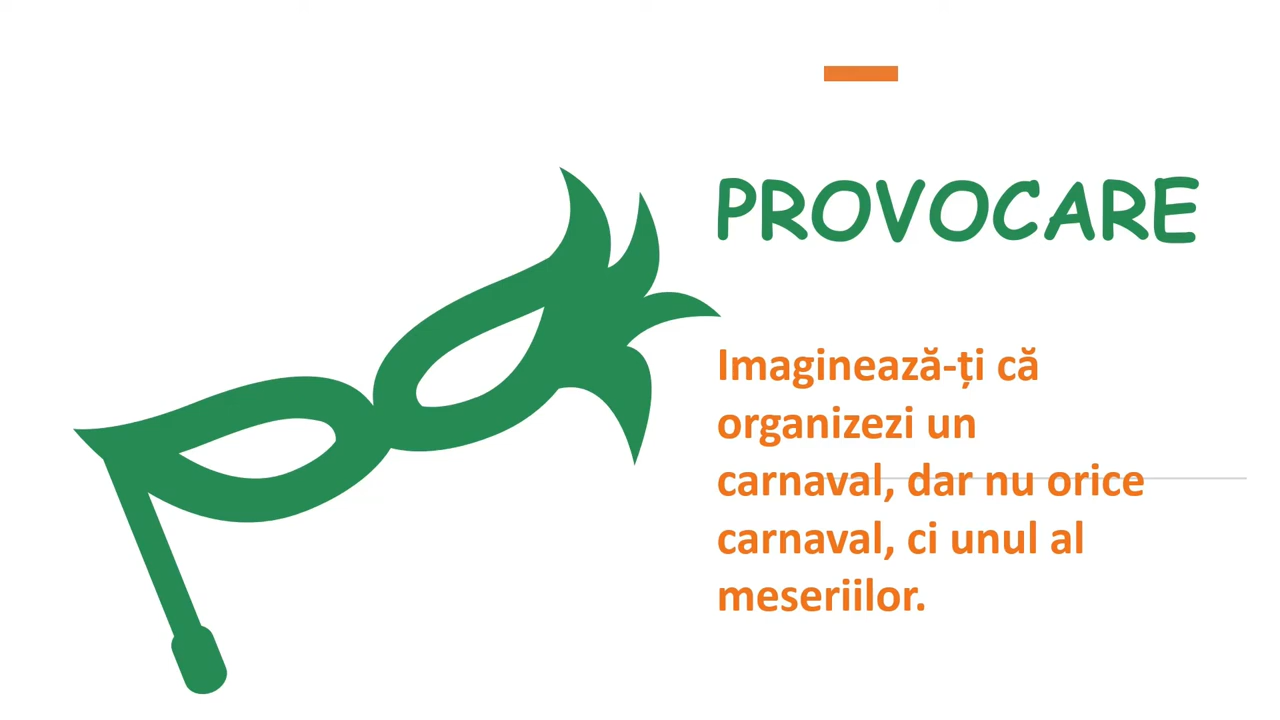 PROVOCARE
Imaginează-ți că
organizezi un
carnaval, dar nu orice
carnaval, ci unul al
meseriilor.